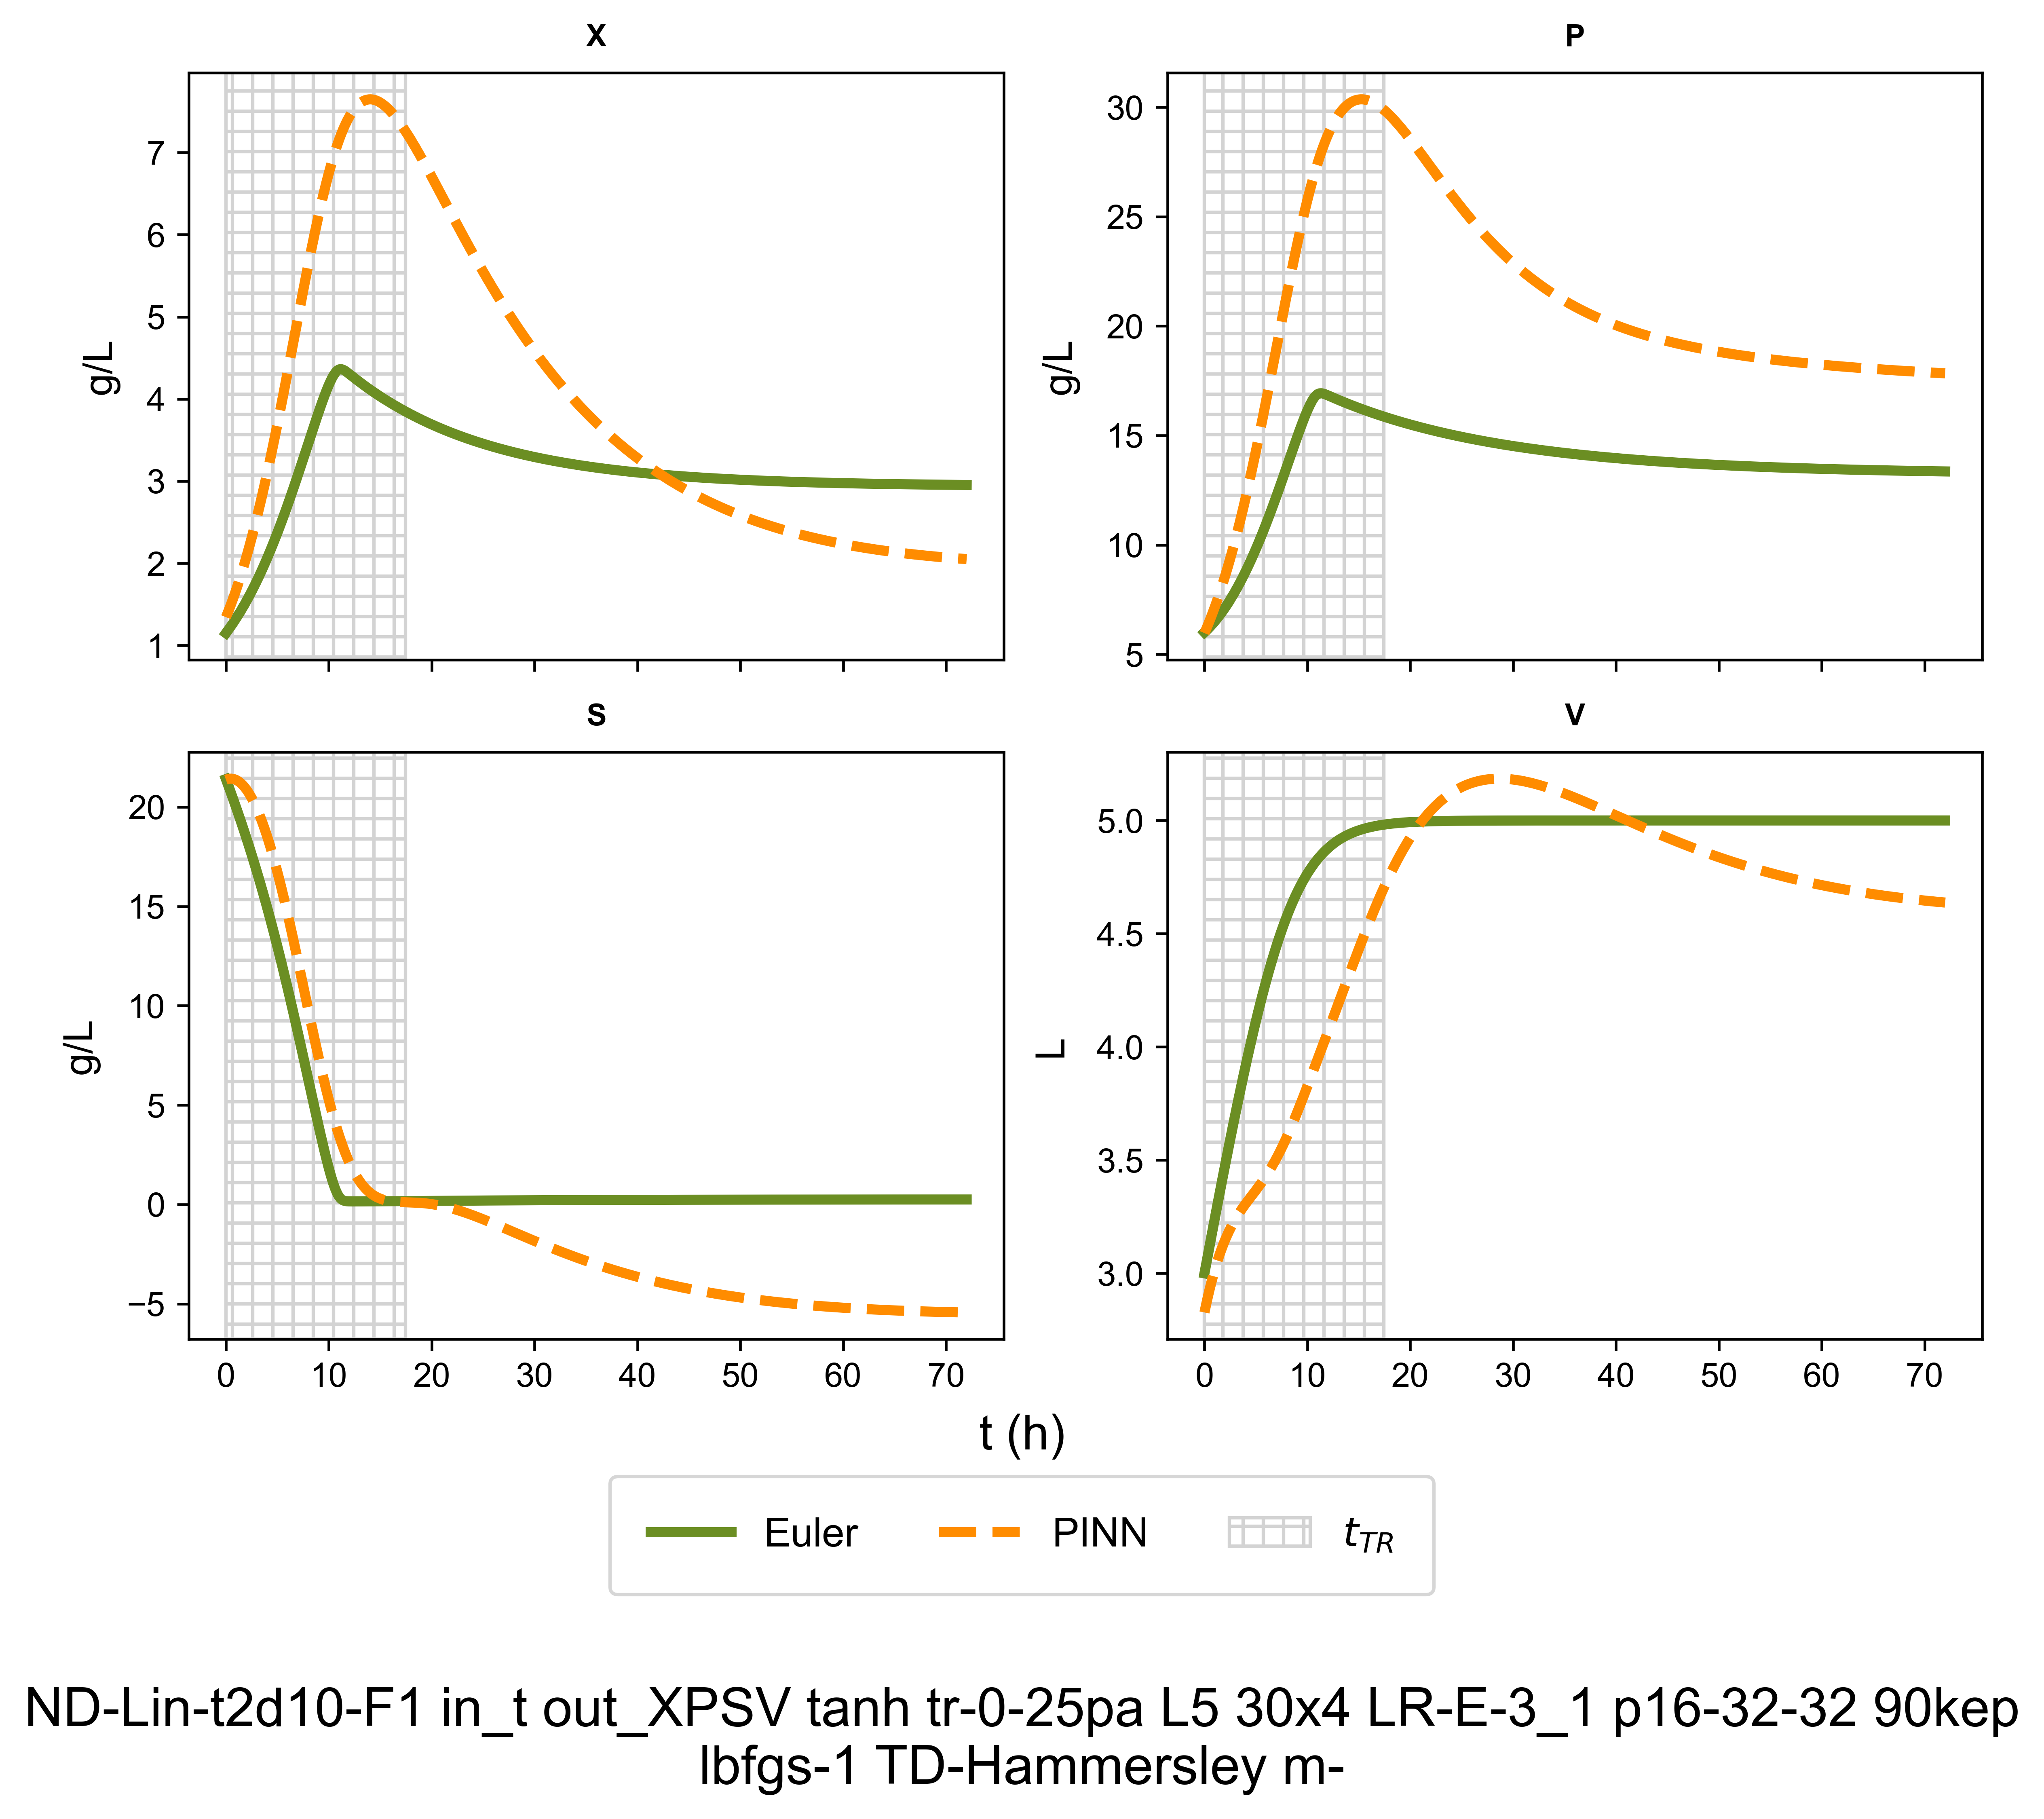 X
P
7
6
5
4
3
2
1
g/L
30
25
20
15
10
5
g/L
S
V
20
15
10
5
0
−5
g/L
5.0
4.5
4.0
3.5
3.0
L
0 10 20 30 40 50 60 70
0 10 20 30 40 50 60 70
t (h)
Euler PINN t_TR
ND-Lin-t2d10-F1 in_t out_XPSV tanh tr-0-25pa L5 30x4 LR-E-3_1 p16-32-32 90kep
lbfgs-1 TD-Hammersley m-